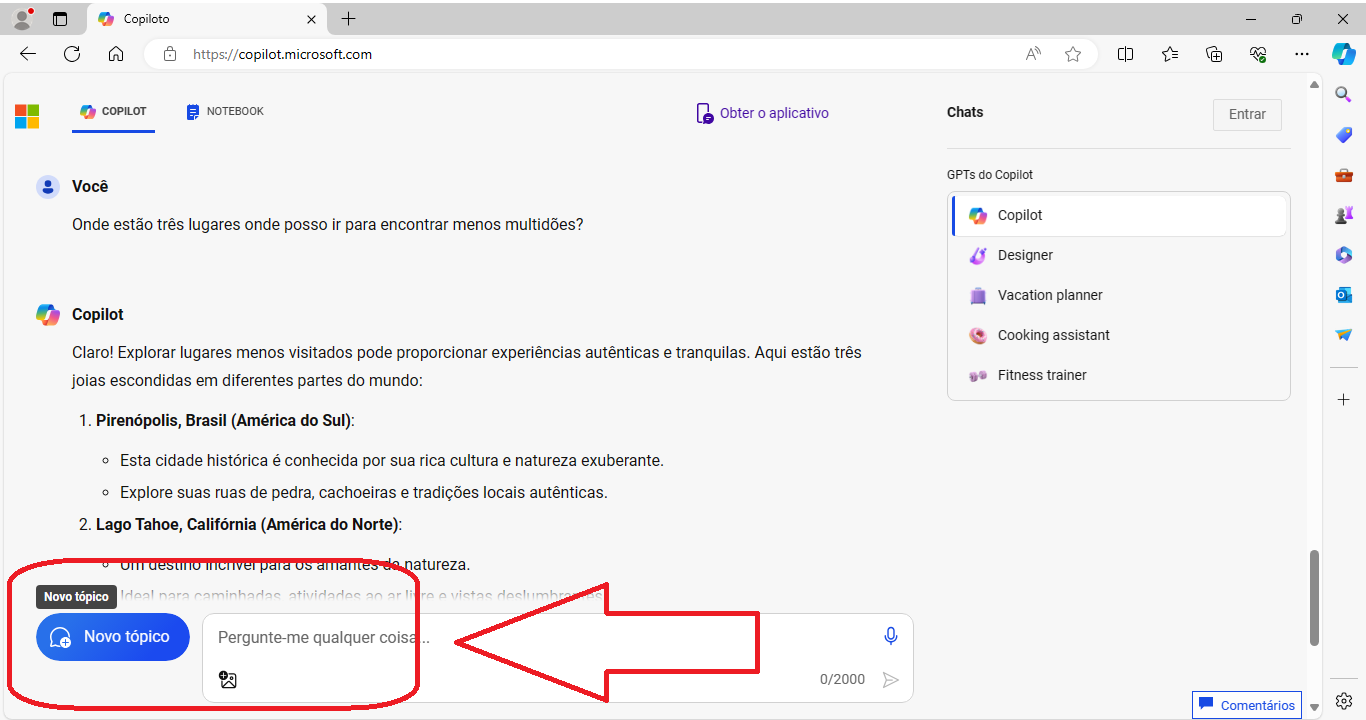 Copiloto
https://copilot.microsoft.com
COPILOT
NOTEBOOK
Obter o aplicativo
Chats
Entrar
GPTs do Copilot
Copilot
Designer
Vacation planner
Cooking assistant
Fitness trainer
Você
Onde estão três lugares onde posso ir para encontrar menos multidões?
Copilot
Claro! Explorar lugares menos visitados pode proporcionar experiências autênticas e tranquilas. Aqui estão três
joias escondidas em diferentes partes do mundo:
1. Pirenópolis, Brasil (América do Sul):
Esta cidade histórica é conhecida por sua rica cultura e natureza exuberante.
Explore suas ruas de pedra, cachoeiras e tradições locais autênticas.
2. Lago Tahoe, Califórnia (América do Norte):
Um destino incrível para os amantes da natureza.
Ideal para caminhadas, atividades ao ar livre e vistas deslumbrantes.
Novo tópico
Novo tópico
Pergunte-me qualquer coisa...
0/2000
Comentários